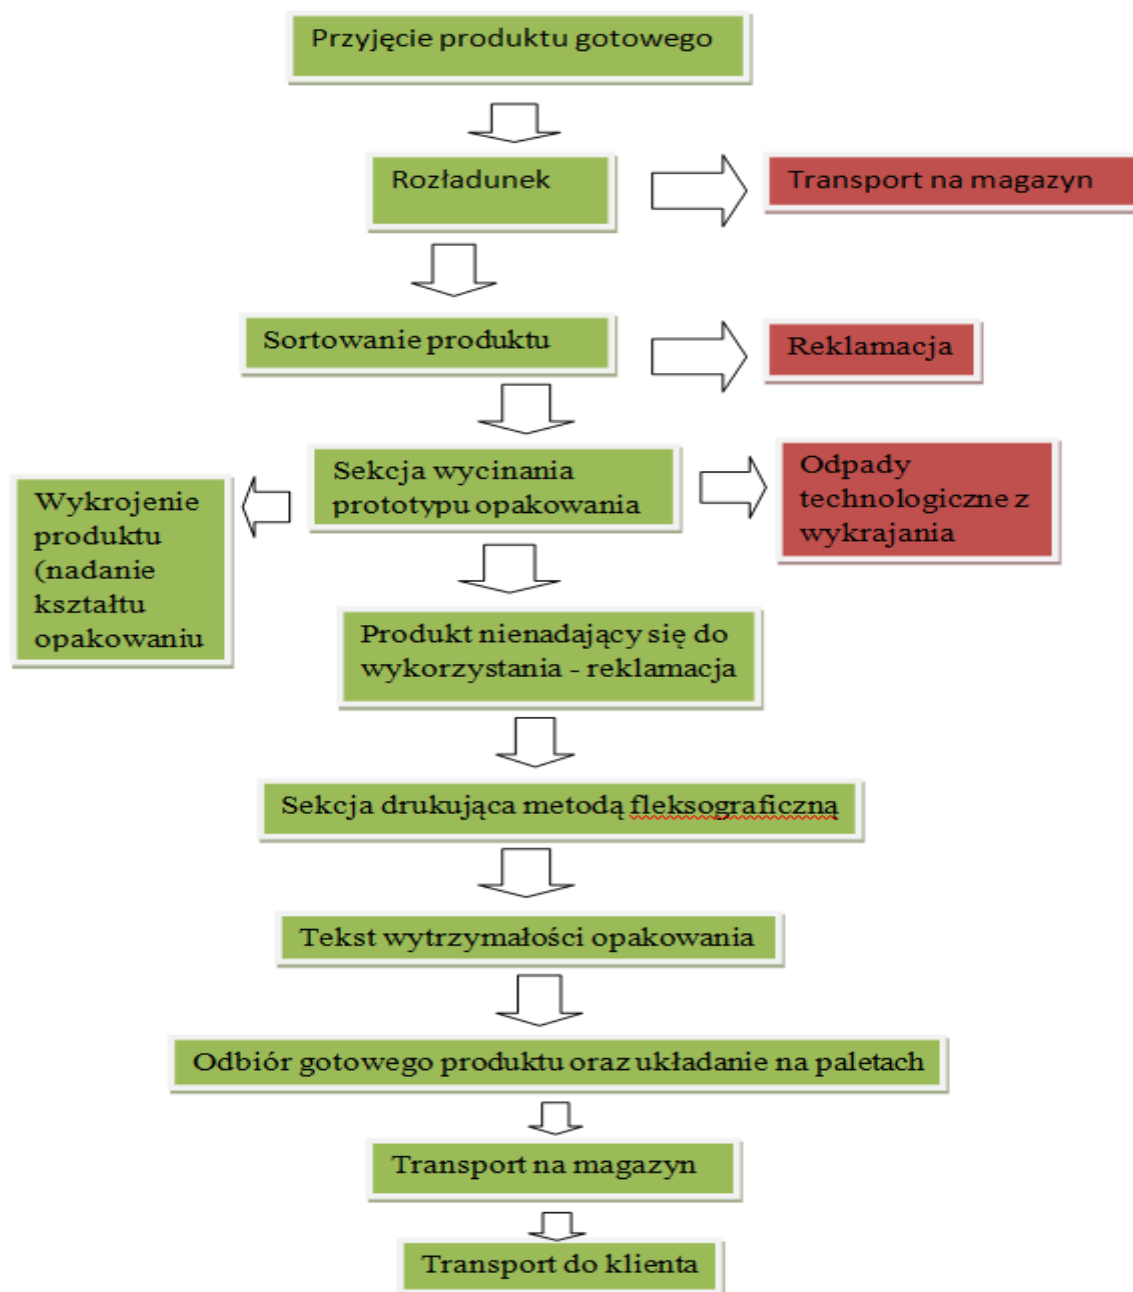 Przyjęcie produktu gotowego
Rozładunek
Transport na magazyn
Sortowanie produktu
Reklamacja
Sekcja wycinania
prototypu opakowania
Odpady
technologiczne z
wykrajania
Wykrojenie
produktu
(nadanie
kształtu
opakowaniu
Produkt nienadający się do
wykorzystania - reklamacja
Sekcja drukująca metodą fleksograficzną
Tekst wytrzymałości opakowania
Odbiór gotowego produktu oraz układanie na paletach
Transport na magazyn
Transport do klienta